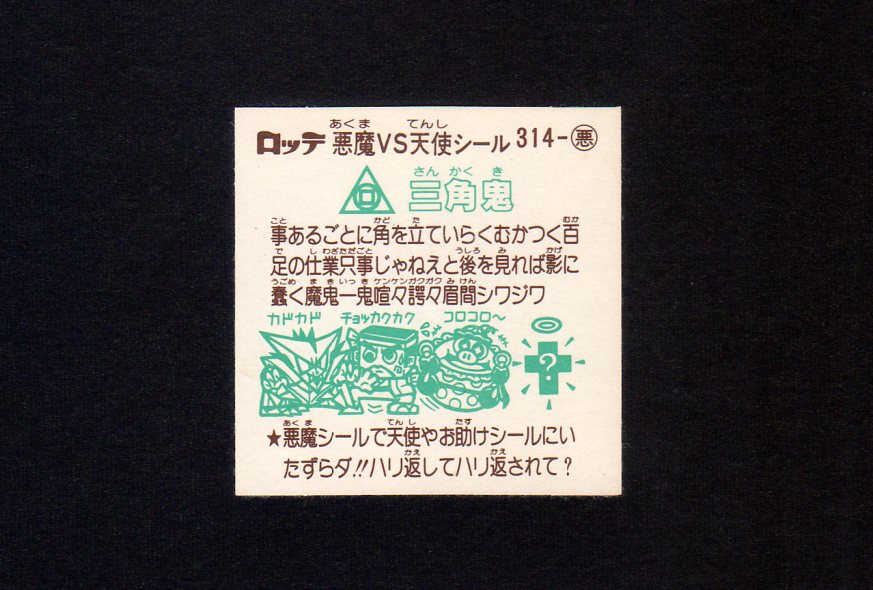 ロッテ 悪魔VS天使シール 314-悪
三角鬼
事あるごとに角を立ていらくむかつく百
足の仕業只事じゃねえと後を見れば影に
蠢く魔鬼一鬼喧々諤々眉間シワジワ
カドカド チョッカクカク コロコロ〜
?
★悪魔シールで天使やお助けシールにい
たずらダ!!ハリ返してハリ返されて?